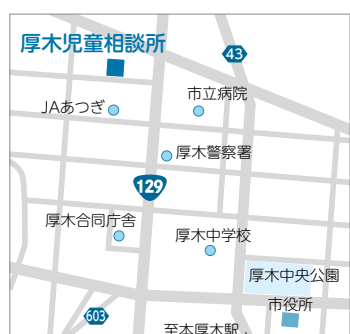 厚木児童相談所
43
市立病院
JAあつぎ
厚木警察署
129
厚木合同庁舎
厚木中学校
厚木中央公園
市役所
603
至本厚木駅